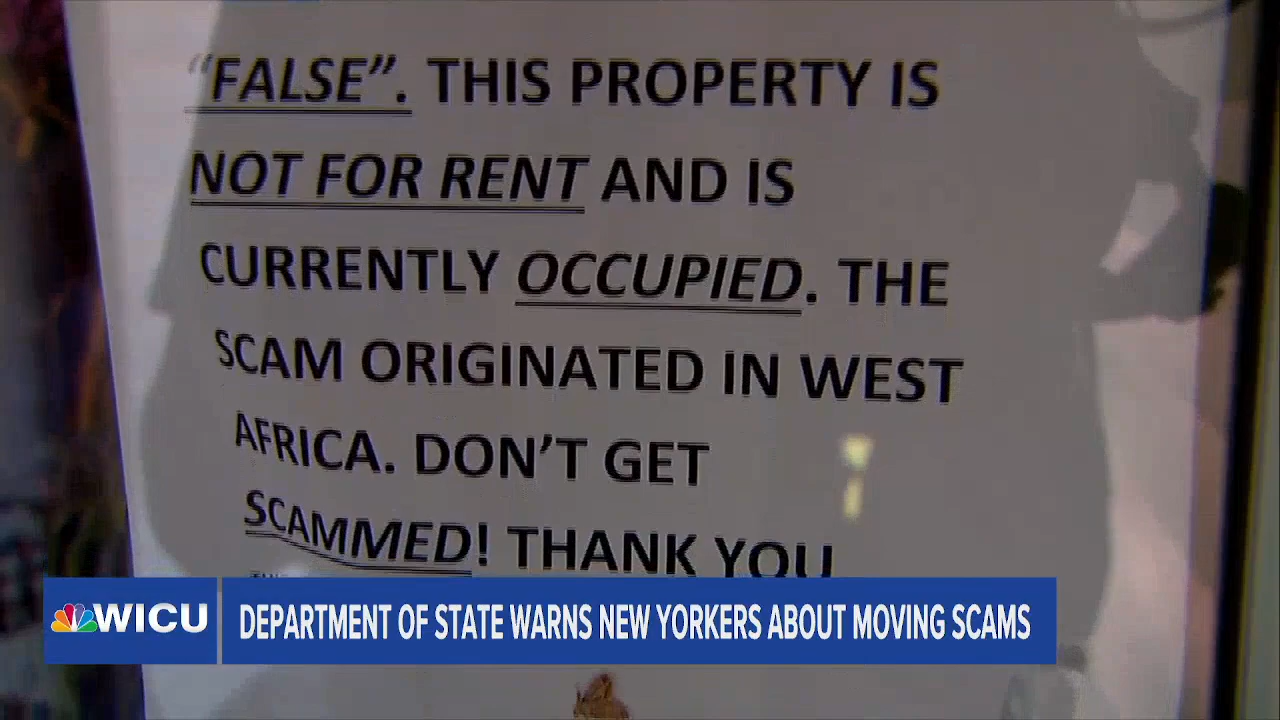 "FALSE". THIS PROPERTY IS
NOT FOR RENT AND IS
CURRENTLY OCCUPIED. THE
SCAM ORIGINATED IN WEST
AFRICA. DON'T GET
SCAMMED! THANK YOU
WICU
DEPARTMENT OF STATE WARNS NEW YORKERS ABOUT MOVING SCAMS